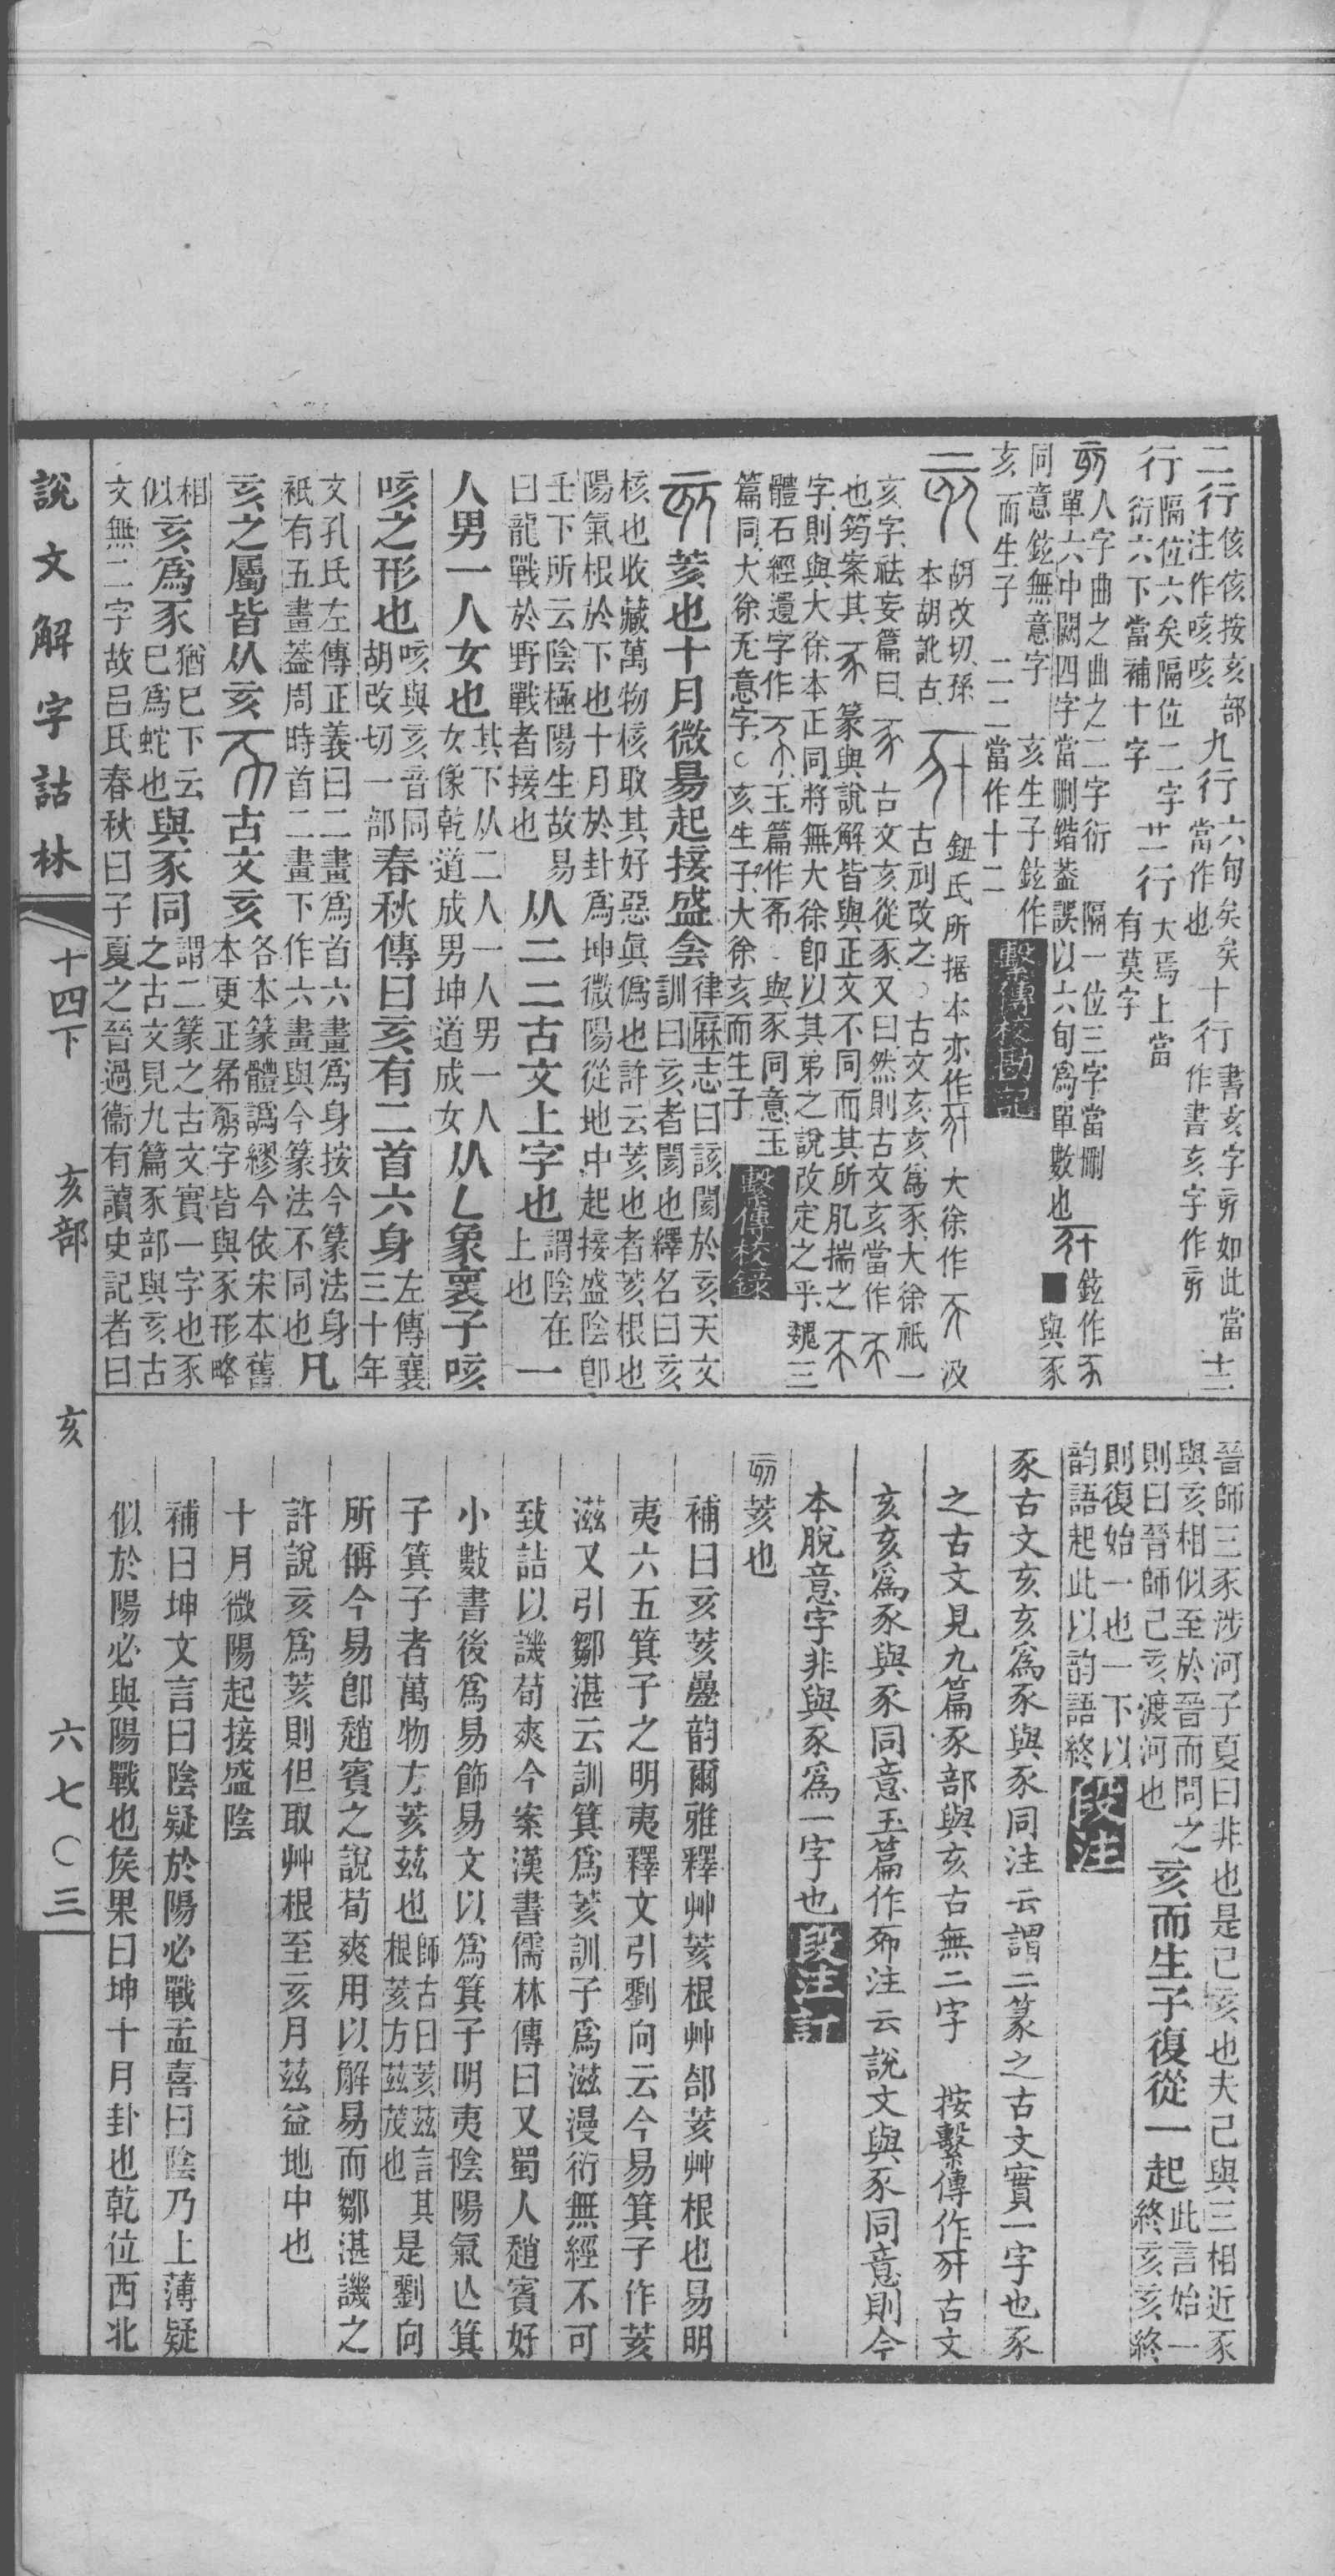 二行侅侅按亥部注作咳咳九行六旬矣矣當作也十行書亥字𠀬如此當作書亥字作𠀬十三
行隔位六矣隔位二字衍六下當補十字廿一行大焉上當有莫字
人字曲之曲之二字衍隔一位三字當刪單六中闕四字當刪鍇葢誤以六旬爲單數也鉉作與豕
同意鉉無意字亥生子鉉作亥而生子二二當作十二繫傳校勘記
胡改切孫本胡訛古鈕氏所据本亦作大徐作汲古刓改之古文亥亥爲豕大徐祇一
亥字祛妄篇曰古文亥從豕又曰然則古文亥當作
也筠案其篆與說解皆與正文不同而其所肊揣之
字則與大徐本正同將無大徐卽以其弟之說改定之乎魏三
體石經遺字作玉篇作與豕同意玉
篇同大徐无意字亥生子大徐亥而生子繫傳校錄
荄也十月微昜起接盛侌律厤志曰該閡於亥天文訓曰亥者閡也釋名曰亥
核也收藏萬物核取其好惡眞僞也許云荄也者荄根也
陽氣根於下也十月於卦爲坤微陽從地中起接盛陰卽
壬下所云陰極陽生故易曰龍戰於野戰者接也从二二古文上字也謂陰在上也一
人男一人女也其下从二人一人男一人女像乾道成男坤道成女从乚象褱子咳
咳之形也咳與亥音同胡改切一部春秋傳曰亥有二首六身左傳襄三十年
文孔氏左傳正義曰二畫爲首六畫爲身按今篆法身
衹有五畫葢周時首二畫下作六畫與今篆法不同也凡
亥之屬皆从亥古文亥各本篆體譌繆今依宋本舊本更正豕字皆與豕形略
相似亥爲豕猶巳下云巳爲蛇也與豕同謂二篆之古文實一字也豕之古文見九篇豕部與亥古
文無二字故呂氏春秋曰子夏之晉過衞有讀史記者曰
晉師三豕涉河子夏曰非也是己亥也夫己與三相近豕
與亥相似至於晉而問之則曰晉師己亥渡河也亥而生子復從一起此言始一終亥亥終
則復始一也一下以韵語起此以韵語終段注
豕古文亥亥爲豕與豕同注云謂二篆之古文實一字也豕
之古文見九篇豕部與亥古無二字 按繫傳作古文
亥亥爲豕與豕同意玉篇作注云說文與豕同意則今
本脫意字非與豕爲一字也段注訂
荄也
補曰亥荄曡韵爾雅釋艸荄根艸部荄艸根也易明
夷六五箕子之明夷釋文引劉向云今易箕子作荄
滋又引鄒湛云訓箕爲荄訓子爲滋漫衍無經不可
致詰以譏荀爽今案漢書儒林傳曰又蜀人趙賓好
小數書後爲易飾易文以爲箕子明夷陰陽氣亾箕
子箕子者萬物方荄茲也師古曰荄茲言其根荄方茲茂也是劉向
所偁今易卽趙賓之說荀爽用以解易而鄒湛譏之
許說亥爲荄則但取艸根至亥月茲益地中也
十月微陽起接盛陰
補曰坤文言曰陰疑於陽必戰孟喜曰陰乃上薄疑
似於陽必與陽戰也侯果曰坤十月卦也乾位西北
說文解字詁林 十四下 亥部 亥 六七〇三